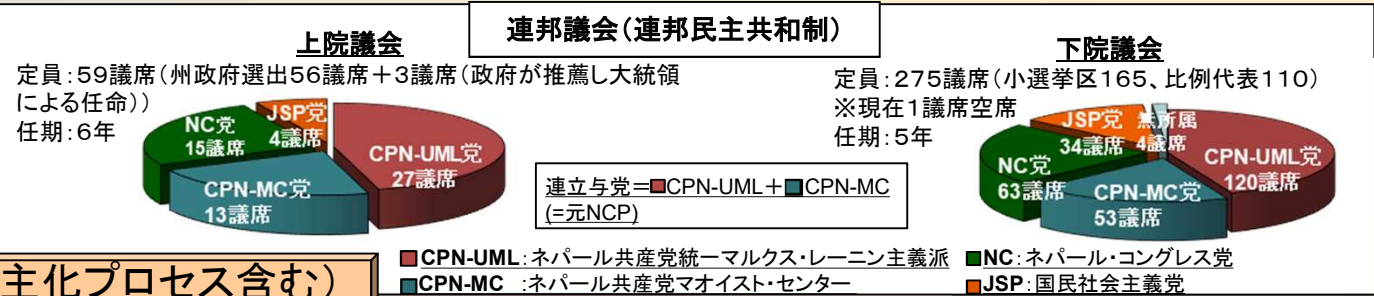 連邦議会(連邦民主共和制)
上院議会
定員:59議席(州政府選出56議席+3議席(政府が推薦し大統領
による任命))
任期:6年
JSP党
4議席
NC党
15議席
CPN-UML党
27議席
CPN-MC党
13議席
連立与党=■CPN-UML+■CPN-MC
(=元NCP)
下院議会
定員:275議席(小選挙区165、比例代表110)
※現在1議席空席
任期:5年
JSP党
34議席
無所属
4議席
NC党
63議席
CPN-UML党
120議席
CPN-MC党
53議席
■CPN-UML:ネパール共産党統一マルクス・レーニン主義派 ■NC:ネパール・コングレス党
■CPN-MC :ネパール共産党マオイスト・センター ■JSP:国民社会主義党
主化プロセス含む)